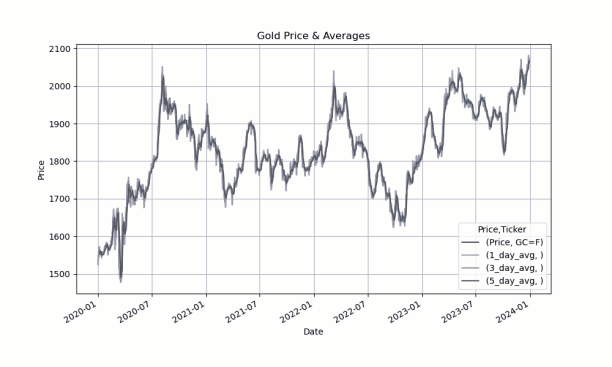 Gold Price & Averages
2100
2000
1900
1800
1700
1600
1500
Price
2020-01
2020-07
2021-01
2021-07
2022-01
2022-07
2023-01
2023-07
2024-01
Date
Price,Ticker
(Price, GC=F)
(1_day_avg, )
(3_day_avg, )
(5_day_avg, )